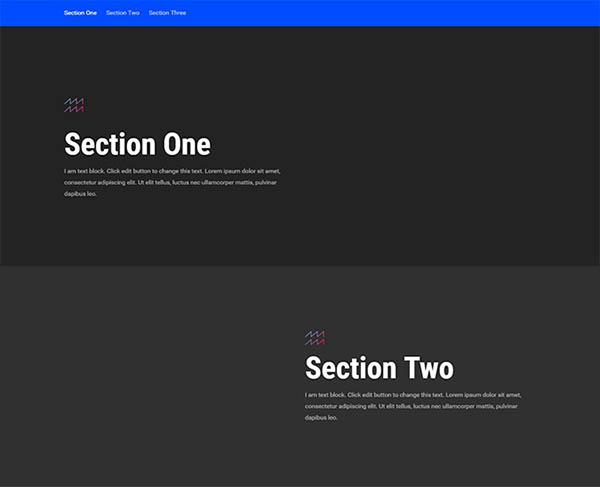 Section One Section Two Section Three
Section One
I am text block. Click edit button to change this text. Lorem ipsum dolor sit amet,
consectetur adipiscing elit. Ut elit tellus, luctus nec ullamcorper mattis, pulvinar
dapibus leo.
Section Two
I am text block. Click edit button to change this text. Lorem ipsum dolor sit amet,
consectetur adipiscing elit. Ut elit tellus, luctus nec ullamcorper mattis, pulvinar
dapibus leo.